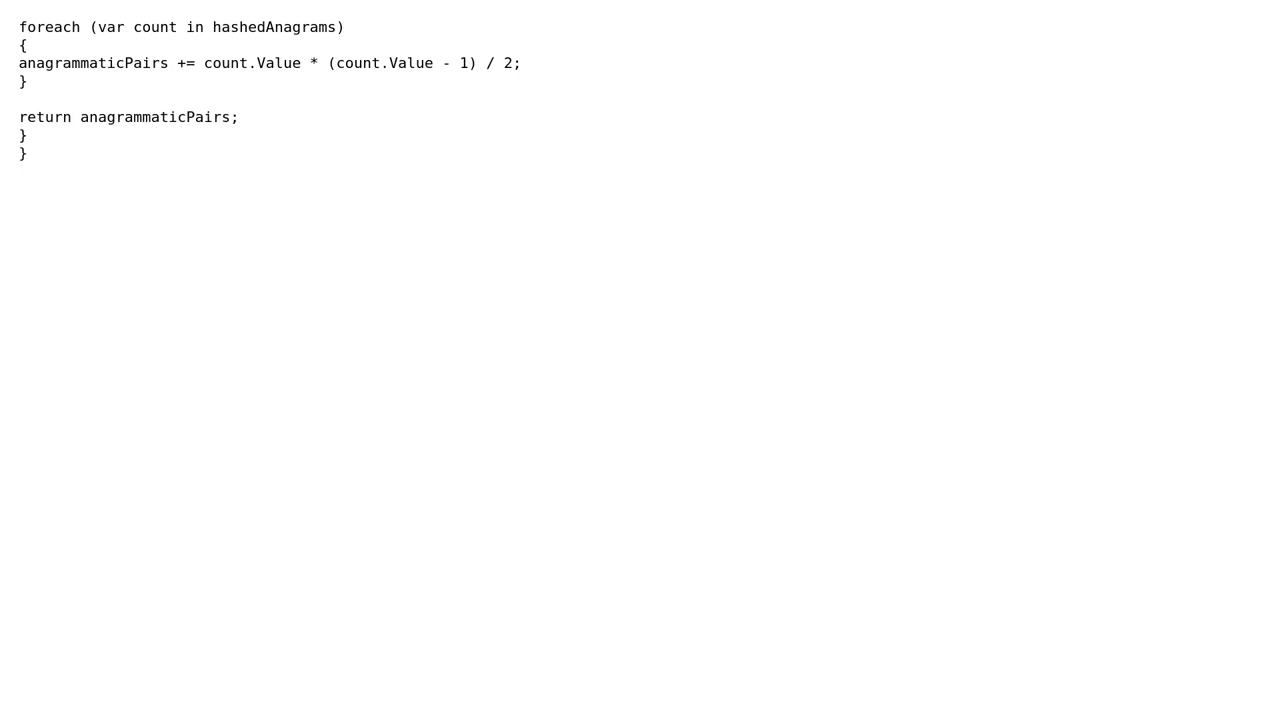 foreach (var count in hashedAnagrams)
{
anagrammaticPairs += count.Value * (count.Value - 1) / 2;
}

return anagrammaticPairs;
}
}